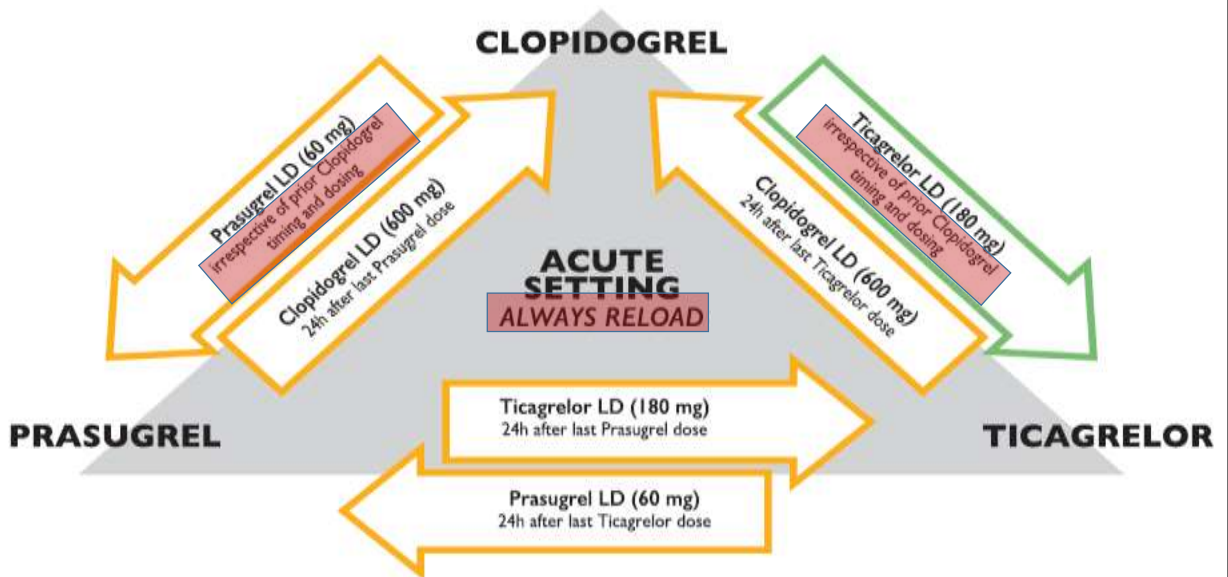 CLOPIDOGREL
Prasugrel LD (60 mg)
irrespective of prior Clopidogrel
timing and dosing
Clopidogrel LD (600 mg)
24h after last Prasugrel dose
Ticagrelor LD (180 mg)
irrespective of prior Clopidogrel
timing and dosing
Clopidogrel LD (600 mg)
24h after last Ticagrelor dose
ACUTE
SETTING
ALWAYS RELOAD
Ticagrelor LD (180 mg)
24h after last Prasugrel dose
PRASUGREL
TICAGRELOR
Prasugrel LD (60 mg)
24h after last Ticagrelor dose